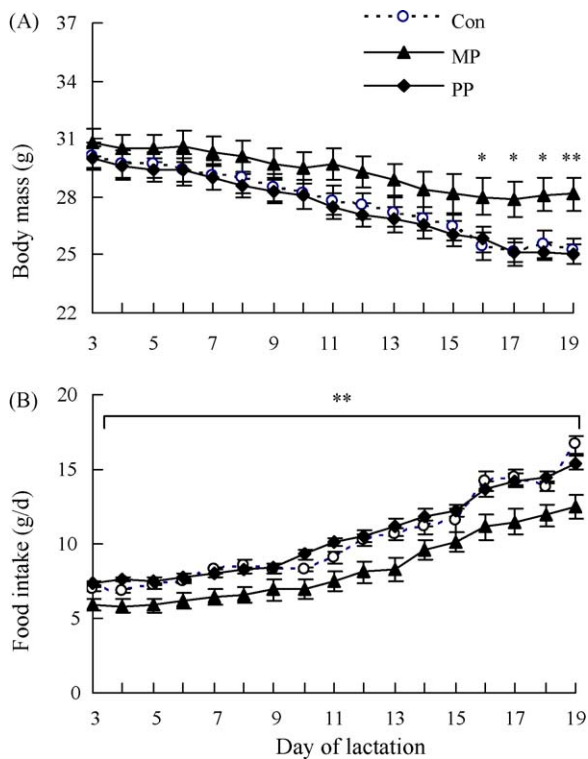 (A)
37
34
31
28
25
22
Body mass (g)
Con
MP
PP
* * * **
3 5 7 9 11 13 15 17 19
(B)
20
15
10
5
0
Food intake (g/d)
**
3 5 7 9 11 13 15 17 19
Day of lactation